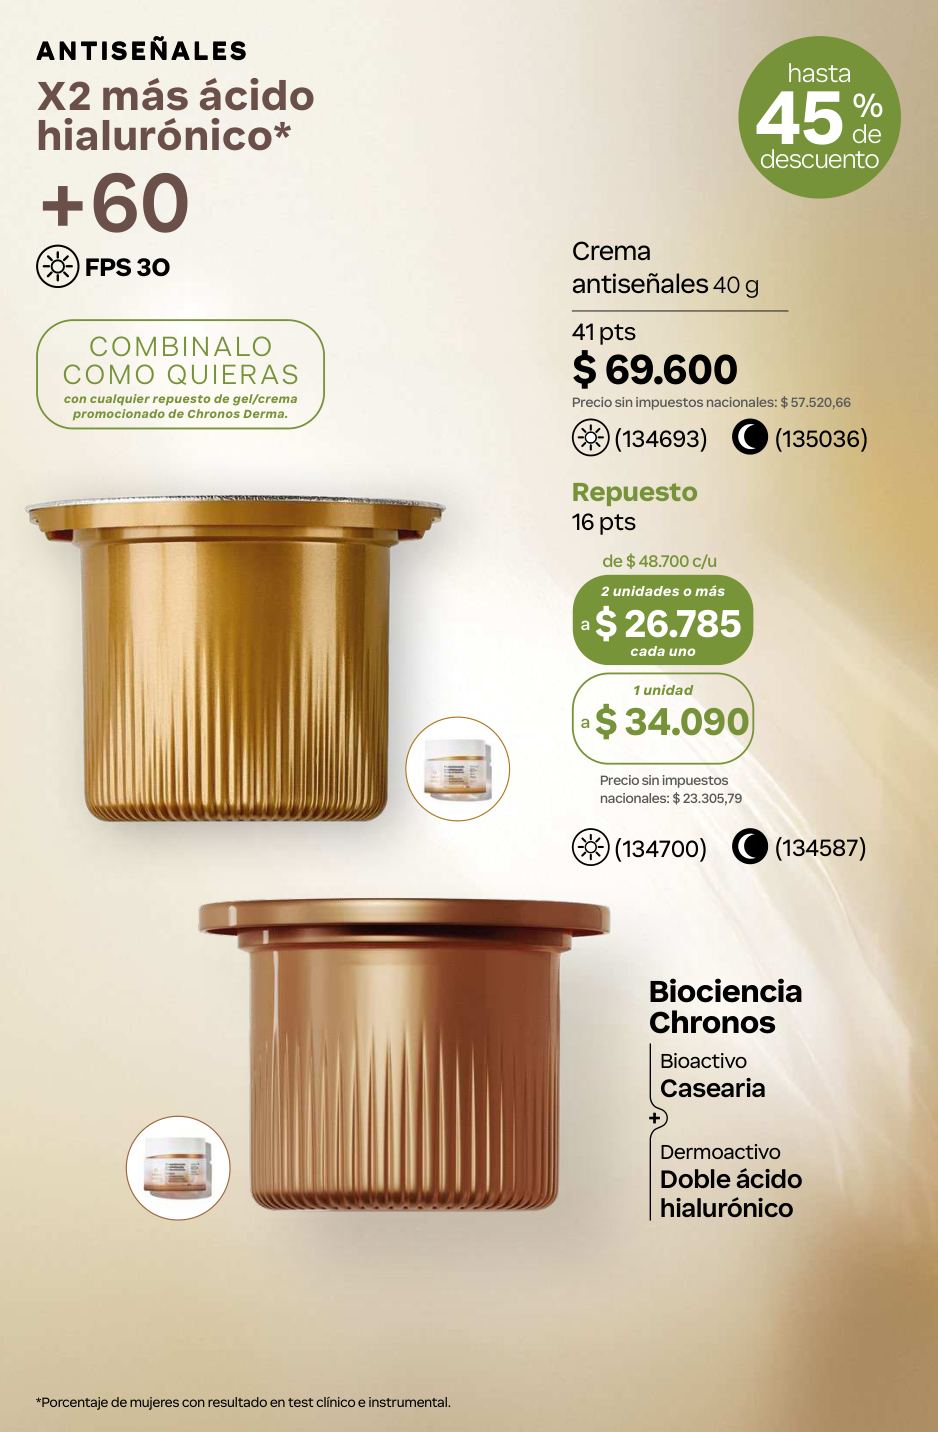 ANTISEÑALES
X2 más ácido
hialurónico*
+60
FPS 30
COMBINALO
COMO QUIERAS
con cualquier repuesto de gel/crema
promocionado de Chronos Derma.
hasta
45 %
de
descuento
Crema
antiseñales 40 g
41 pts
$ 69.600
Precio sin impuestos nacionales: $ 57.520,66
(134693) (135036)
Repuesto
16 pts
de $ 48.700 c/u
2 unidades o más
a $ 26.785
cada uno
1 unidad
a $ 34.090
Precio sin impuestos
nacionales: $ 23.305,79
(134700) (134587)
Biociencia
Chronos
Bioactivo
Casearia
+
Dermoactivo
Doble ácido
hialurónico
*Porcentaje de mujeres con resultado en test clínico e instrumental.